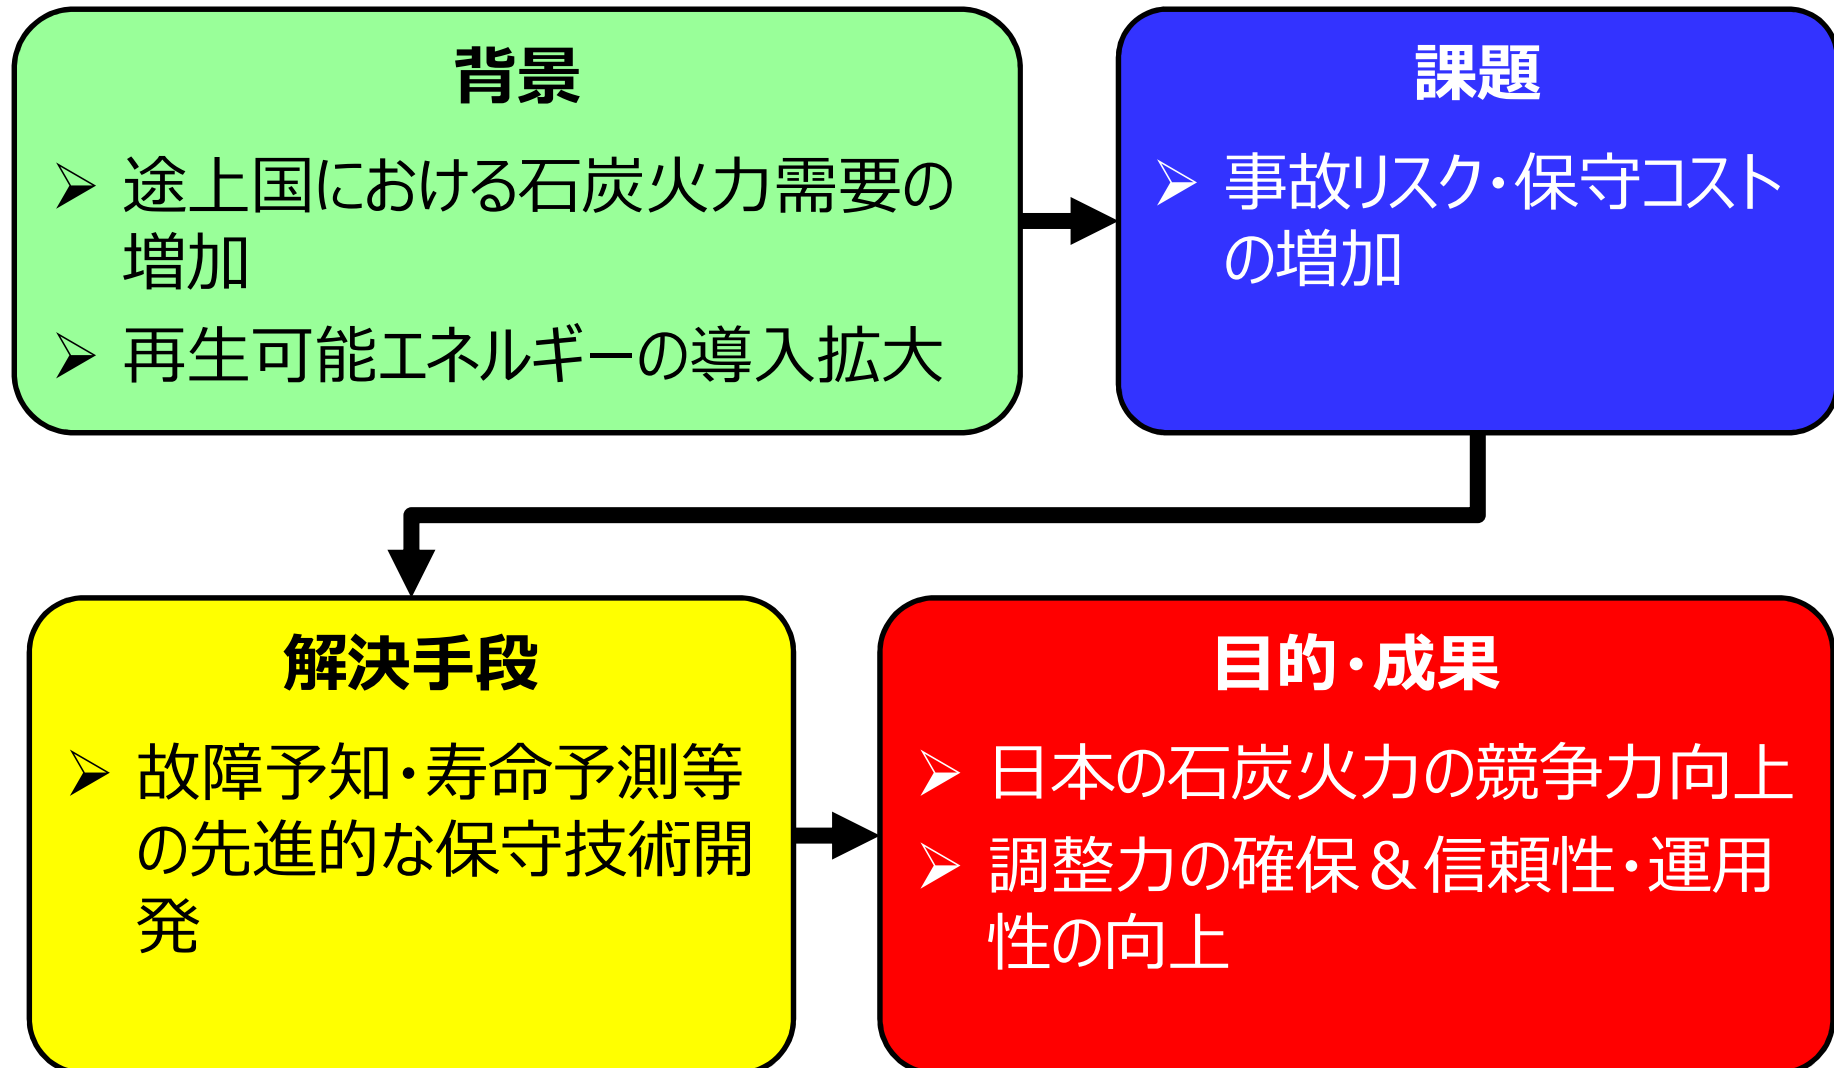 背景
➢ 途上国における石炭火力需要の
増加
➢ 再生可能エネルギーの導入拡大
課題
➢ 事故リスク・保守コスト
の増加
解決手段
➢ 故障予知・寿命予測等
の先進的な保守技術開
発
目的・成果
➢ 日本の石炭火力の競争力向上
➢ 調整力の確保＆信頼性・運用
性の向上